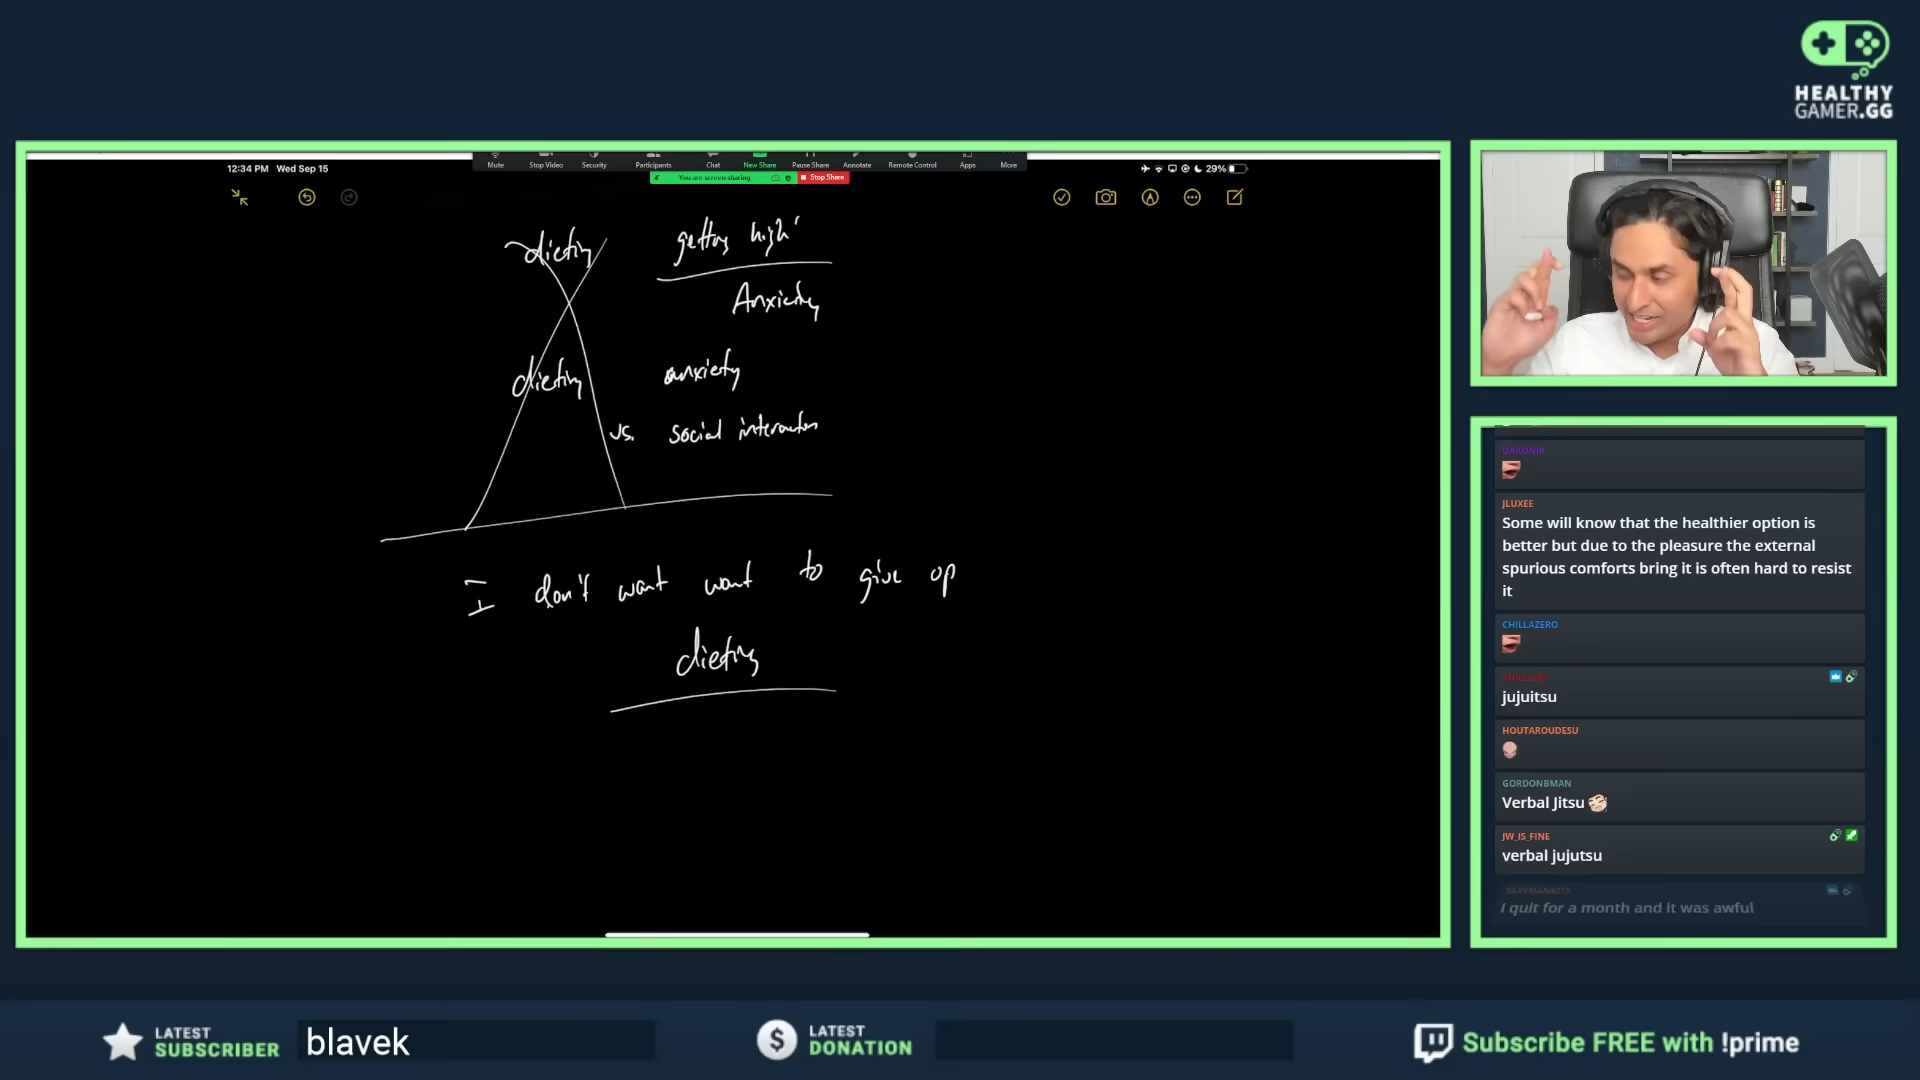 HEALTHY
GAMER.GG
12:34 PM Wed Sep 15
Mute Stop Video Security Participants Chat New Share Pause Share Annotate Remote Control Apps More
You are screen sharing Stop Share
29%
dieting getting high
Anxiety
dieting anxiety
vs. social interaction
I don't want want to give up
dieting
DRKONIK
JLUXEE
Some will know that the healthier option is
better but due to the pleasure the external
spurious comforts bring it is often hard to resist
it
CHILLAZERO
jujuitsu
HOUTAROUDESU
GORDONBMAN
Verbal Jitsu
JW_IS_FINE
verbal jujutsu
I quit for a month and it was awful
LATEST
SUBSCRIBER blavek
LATEST
DONATION
Subscribe FREE with !prime